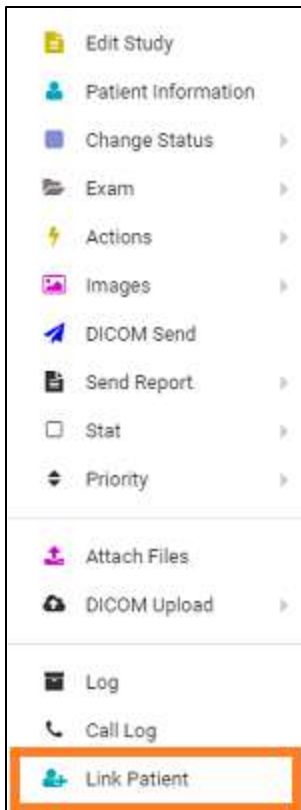 Edit Study
Patient Information
Change Status
Exam
Actions
Images
DICOM Send
Send Report
Stat
Priority
Attach Files
DICOM Upload
Log
Call Log
Link Patient